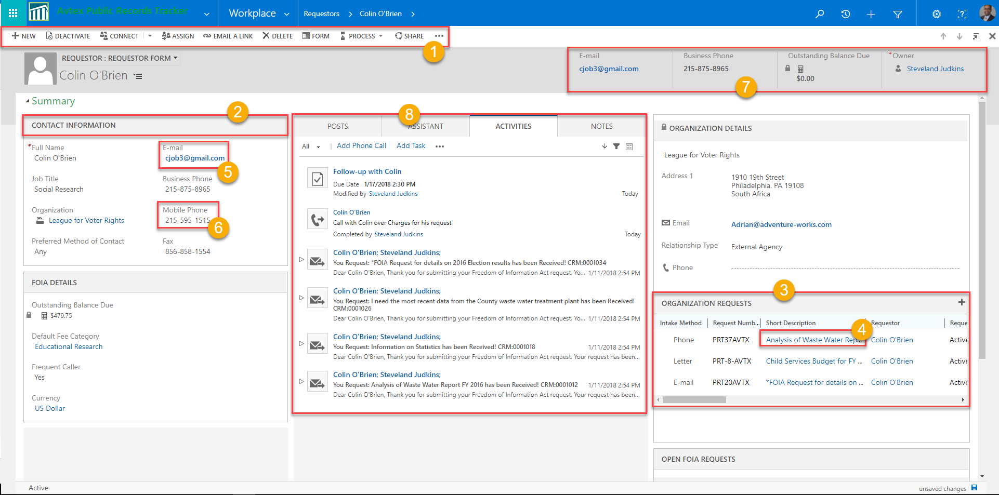 Avtex Public Records Tracker
Workplace
Requestors
Colin O'Brien
NEW
DEACTIVATE
CONNECT
ASSIGN
EMAIL A LINK
DELETE
FORM
PROCESS
SHARE
1
REQUESTOR : REQUESTOR FORM
Colin O'Brien
E-mail
cjob3@gmail.com
Business Phone
215-875-8965
Outstanding Balance Due
$0.00
*Owner
Steveland Judkins
7
Summary
2
CONTACT INFORMATION
*Full Name
Colin O'Brien
E-mail
cjob3@gmail.com
5
Job Title
Social Research
Business Phone
215-875-8965
Organization
League for Voter Rights
Mobile Phone
215-595-1515
6
Preferred Method of Contact
Any
Fax
856-858-1554
FOIA DETAILS
Outstanding Balance Due
$479.75
Default Fee Category
Educational Research
Frequent Caller
Yes
Currency
US Dollar
8
POSTS
ASSISTANT
ACTIVITIES
NOTES
All
Add Phone Call
Add Task
Follow-up with Colin
Due Date 1/17/2018 2:30 PM
Modified by Steveland Judkins
Today
Colin O'Brien
Call with Colin over Charges for his request
Completed by Steveland Judkins
Today
Colin O'Brien; Steveland Judkins;
You Request: *FOIA Request for details on 2016 Election results has been Received! CRM:0001034
Dear Colin O'Brien, Thank you for submitting your Freedom of Information Act request. Yo... 1/11/2018 2:54 PM
Colin O'Brien; Steveland Judkins;
You Request: I need the most recent data from the County waste water treatment plant has been Received!
CRM:0001026
Dear Colin O'Brien, Thank you for submitting your Freedom of Information Act request. Yo... 1/11/2018 2:54 PM
Colin O'Brien; Steveland Judkins;
You Request: Information on Statistics has been Received! CRM:0001018 1/11/2018 2:54 PM
Dear Colin O'Brien, Thank you for submitting your Freedom of Information Act request. Your request has been...
Colin O'Brien; Steveland Judkins;
You Request: Analysis of Waste Water Report FY 2016 has been Received! CRM:0001012 1/11/2018 2:54 PM
Dear Colin O'Brien, Thank you for submitting your Freedom of Information Act request. Your request has been...
ORGANIZATION DETAILS
League for Voter Rights
Address 1
1910 19th Street
Philadelphia, PA 19108
South Africa
Email
Adrian@adventure-works.com
Relationship Type
External Agency
Phone
3
ORGANIZATION REQUESTS
Intake Method
Request Numb...
Short Description
4
Requestor
Reque
Phone PRT37AVTX Analysis of Waste Water Rep... Colin O'Brien Active
Letter PRT-8-AVTX Child Services Budget for FY ... Colin O'Brien Active
E-mail PRT20AVTX *FOIA Request for details on ... Colin O'Brien Active
OPEN FOIA REQUESTS
Active
unsaved changes